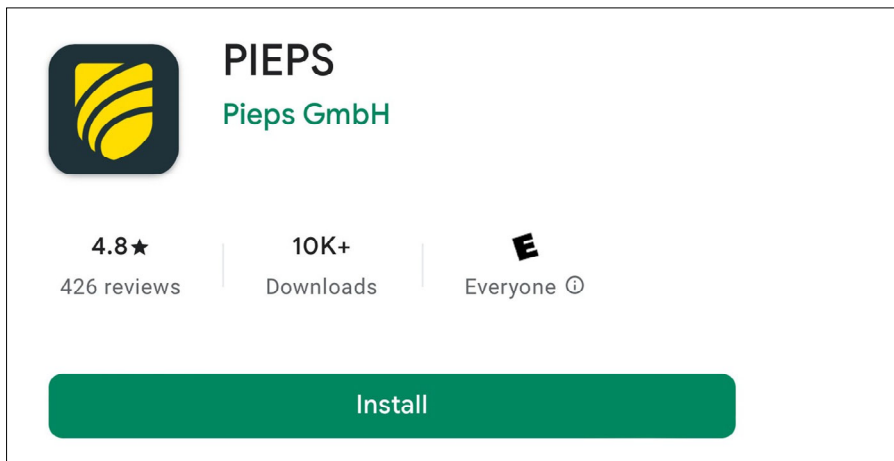 PIEPS
Pieps GmbH
4.8★
426 reviews
10K+
Downloads
E
Everyone ⓘ
Install